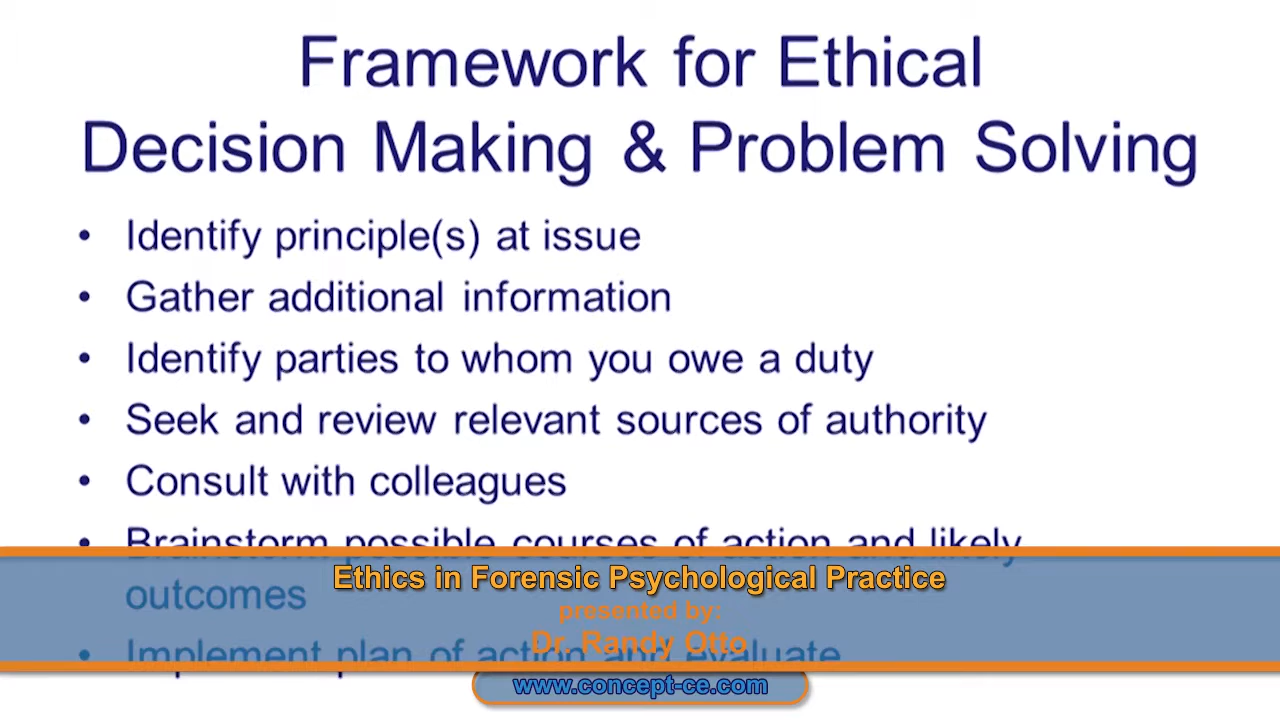 Framework for Ethical
Decision Making & Problem Solving
• Identify principle(s) at issue
• Gather additional information
• Identify parties to whom you owe a duty
• Seek and review relevant sources of authority
• Consult with colleagues
• Brainstorm possible courses of action and likely
outcomes
• Implement plan of action and evaluate
Ethics in Forensic Psychological Practice
presented by:
Dr. Randy Otto
www.concept-ce.com